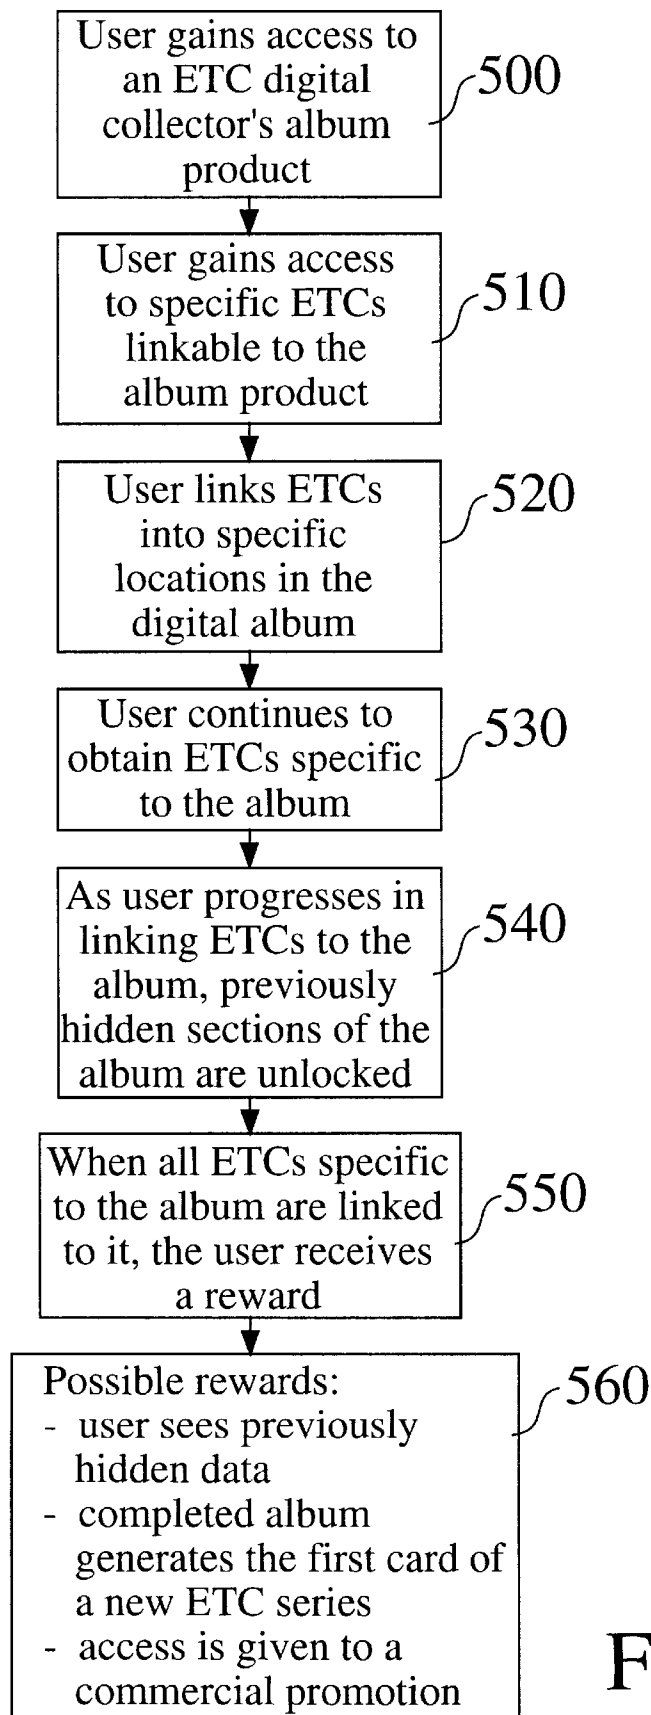 User gains access to
an ETC digital
collector's album
product
500
User gains access
to specific ETCs
linkable to the
album product
510
User links ETCs
into specific
locations in the
digital album
520
User continues to
obtain ETCs specific
to the album
530
As user progresses in
linking ETCs to the
album, previously
hidden sections of the
album are unlocked
540
When all ETCs specific
to the album are linked
to it, the user receives
a reward
550
Possible rewards:
- user sees previously
hidden data
- completed album
generates the first card of
a new ETC series
- access is given to a
commercial promotion
560
F